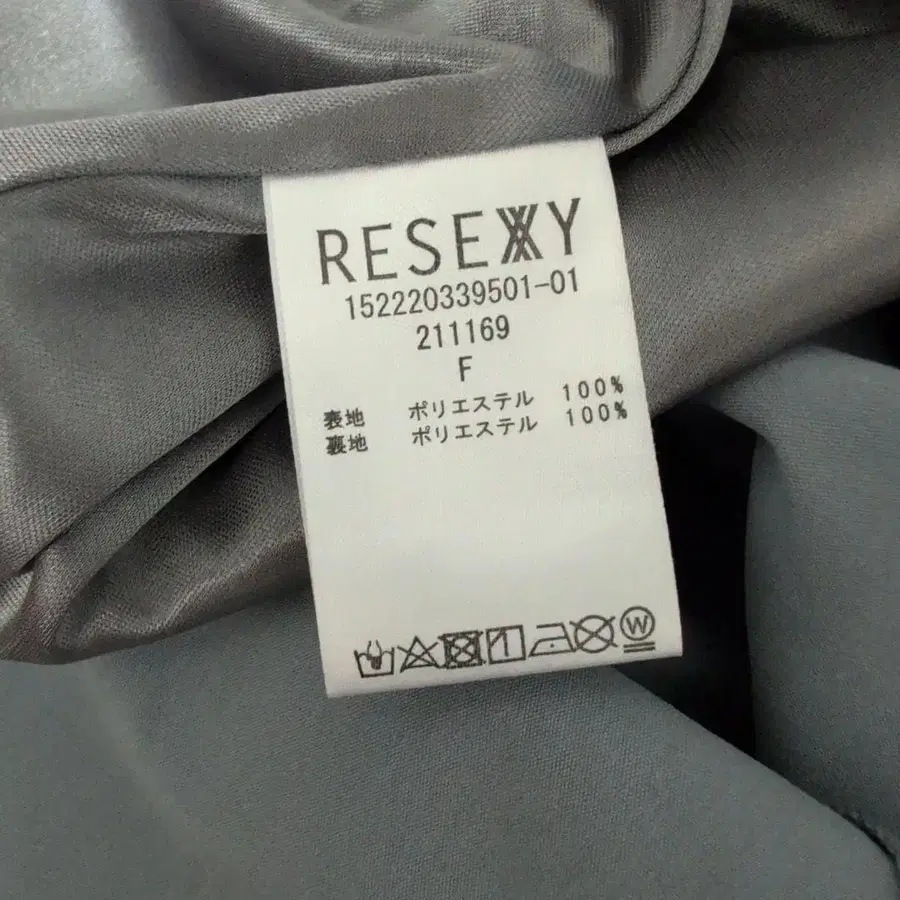 RESEXXY
152220339501-01
211169
F
表地 ポリエステル 100%
裏地 ポリエステル 100%
W